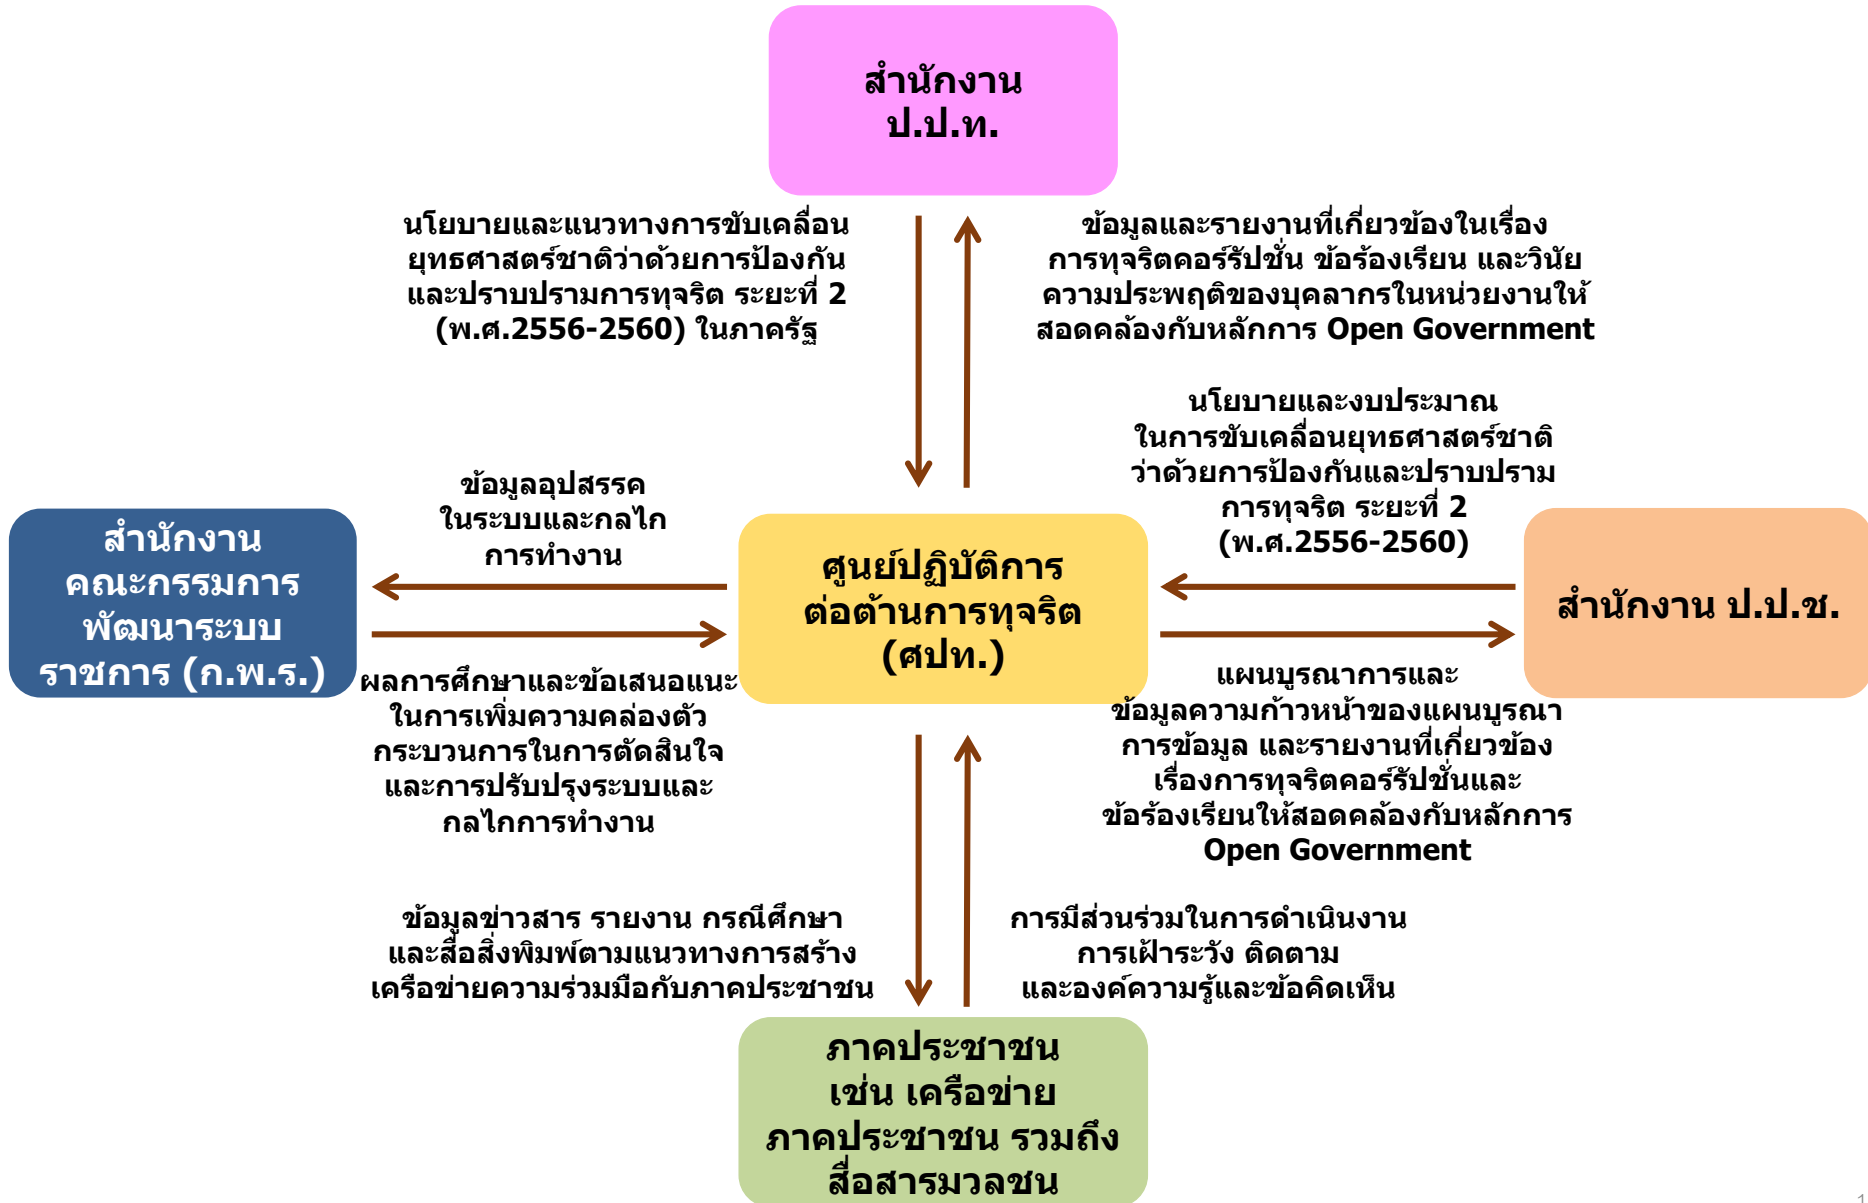 สำนักงาน
ป.ป.ท.
นโยบายและแนวทางการขับเคลื่อน
ยุทธศาสตร์ชาติว่าด้วยการป้องกัน
และปราบปรามการทุจริต ระยะที่ 2
(พ.ศ.2556-2560) ในภาครัฐ
ข้อมูลและรายงานที่เกี่ยวข้องในเรื่อง
การทุจริตคอร์รัปชั่น ข้อร้องเรียน และวินัย
ความประพฤติของบุคลากรในหน่วยงานให้
สอดคล้องกับหลักการ Open Government
นโยบายและงบประมาณ
ในการขับเคลื่อนยุทธศาสตร์ชาติ
ว่าด้วยการป้องกันและปราบปราม
การทุจริต ระยะที่ 2
(พ.ศ.2556-2560)
ข้อมูลอุปสรรค
ในระบบและกลไก
การทำงาน
สำนักงาน
คณะกรรมการ
พัฒนาระบบ
ราชการ (ก.พ.ร.)
ศูนย์ปฏิบัติการ
ต่อต้านการทุจริต
(ศปท.)
สำนักงาน ป.ป.ช.
ผลการศึกษาและข้อเสนอแนะ
ในการเพิ่มความคล่องตัว
กระบวนการในการตัดสินใจ
และการปรับปรุงระบบและ
กลไกการทำงาน
แผนบูรณาการและ
ข้อมูลความก้าวหน้าของแผนบูรณา
การข้อมูล และรายงานที่เกี่ยวข้อง
เรื่องการทุจริตคอร์รัปชั่นและ
ข้อร้องเรียนให้สอดคล้องกับหลักการ
Open Government
ข้อมูลข่าวสาร รายงาน กรณีศึกษา
และสื่อสิ่งพิมพ์ตามแนวทางการสร้าง
เครือข่ายความร่วมมือกับภาคประชาชน
การมีส่วนร่วมในการดำเนินงาน
การเฝ้าระวัง ติดตาม
และองค์ความรู้และข้อคิดเห็น
ภาคประชาชน
เช่น เครือข่าย
ภาคประชาชน รวมถึง
สื่อสารมวลชน
1